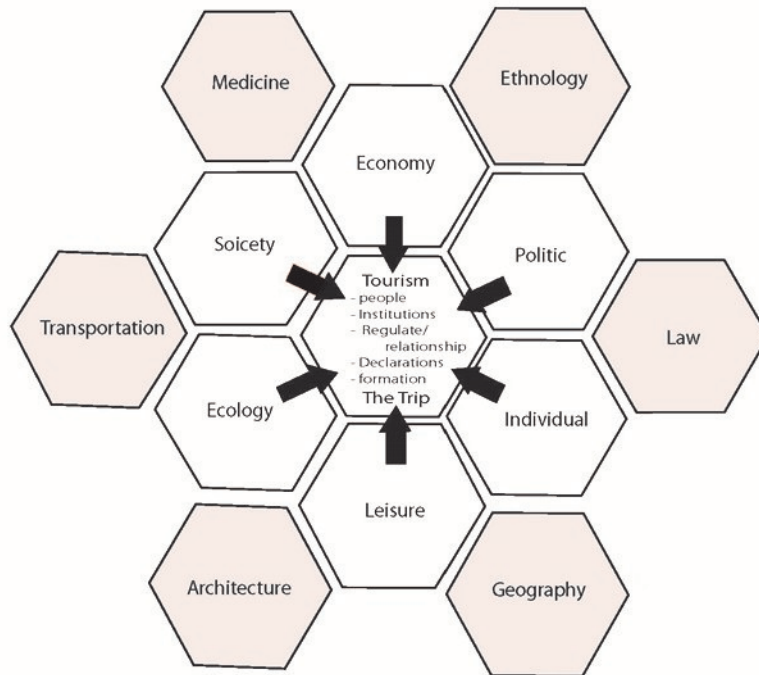 Medicine
Ethnology
Economy
Soicety
Politic
Transportation
Tourism
- people
- Institutions
- Regulate/
relationship
- Declarations
- formation
The Trip
Law
Ecology
Individual
Leisure
Architecture
Geography